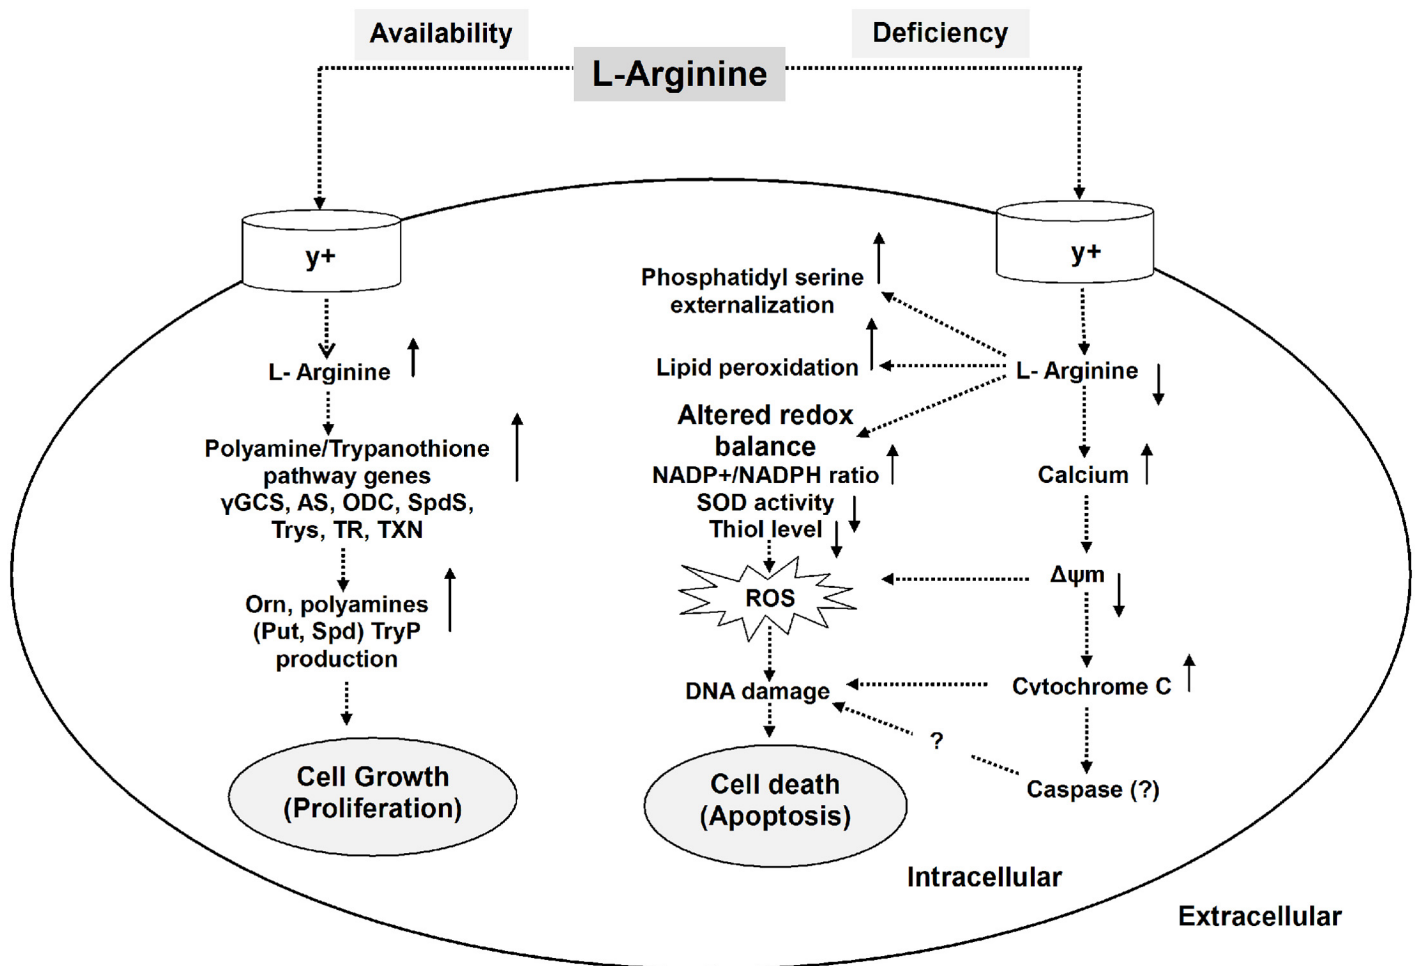 Availability
Deficiency
L-Arginine
y+
y+
Phosphatidyl serine
externalization
L- Arginine
Lipid peroxidation
L- Arginine
Altered redox
balance
Polyamine/Trypanothione
pathway genes
γGCS, AS, ODC, SpdS,
Trys, TR, TXN
NADP+/NADPH ratio
SOD activity
Thiol level
Calcium
Δψm
ROS
Orn, polyamines
(Put, Spd) TryP
production
DNA damage
Cvtochrome C
?
Caspase (?)
Cell Growth
(Proliferation)
Cell death
(Apoptosis)
Intracellular
Extracellular